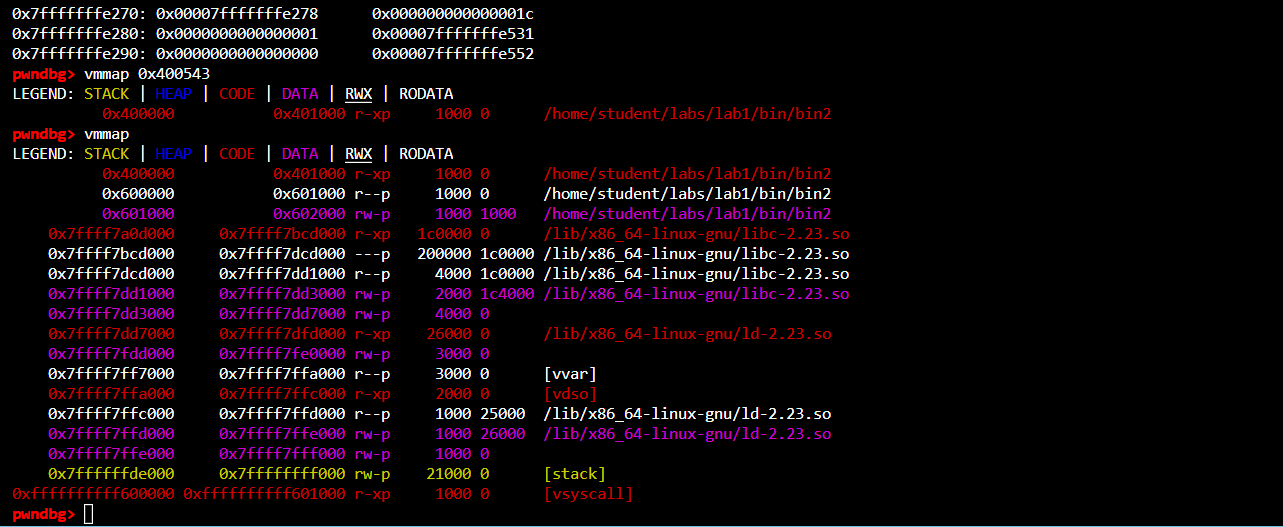 0x7fffffffe270: 0x00007fffffffe278 0x000000000000001c
0x7fffffffe280: 0x0000000000000001 0x00007fffffffe531
0x7fffffffe290: 0x0000000000000000 0x00007fffffffe552
pwndbg> vmmap 0x400543
LEGEND: STACK | HEAP | CODE | DATA | RWX | RODATA
0x400000 0x401000 r-xp 1000 0 /home/student/labs/lab1/bin/bin2
pwndbg> vmmap
LEGEND: STACK | HEAP | CODE | DATA | RWX | RODATA
0x400000 0x401000 r-xp 1000 0 /home/student/labs/lab1/bin/bin2
0x600000 0x601000 r--p 1000 0 /home/student/labs/lab1/bin/bin2
0x601000 0x602000 rw-p 1000 1000 /home/student/labs/lab1/bin/bin2
0x7ffff7a0d000 0x7ffff7bcd000 r-xp 1c0000 0 /lib/x86_64-linux-gnu/libc-2.23.so
0x7ffff7bcd000 0x7ffff7dcd000 ---p 200000 1c0000 /lib/x86_64-linux-gnu/libc-2.23.so
0x7ffff7dcd000 0x7ffff7dd1000 r--p 4000 1c0000 /lib/x86_64-linux-gnu/libc-2.23.so
0x7ffff7dd1000 0x7ffff7dd3000 rw-p 2000 1c4000 /lib/x86_64-linux-gnu/libc-2.23.so
0x7ffff7dd3000 0x7ffff7dd7000 rw-p 4000 0
0x7ffff7dd7000 0x7ffff7dfd000 r-xp 26000 0 /lib/x86_64-linux-gnu/ld-2.23.so
0x7ffff7fdd000 0x7ffff7fe0000 rw-p 3000 0
0x7ffff7ff7000 0x7ffff7ffa000 r--p 3000 0 [vvar]
0x7ffff7ffa000 0x7ffff7ffc000 r-xp 2000 0 [vdso]
0x7ffff7ffc000 0x7ffff7ffd000 r--p 1000 25000 /lib/x86_64-linux-gnu/ld-2.23.so
0x7ffff7ffd000 0x7ffff7ffe000 rw-p 1000 26000 /lib/x86_64-linux-gnu/ld-2.23.so
0x7ffff7ffe000 0x7ffff7fff000 rw-p 1000 0
0x7ffffffde000 0x7ffffffff000 rw-p 21000 0 [stack]
0xffffffffff600000 0xffffffffff601000 r-xp 1000 0 [vsyscall]
pwndbg>